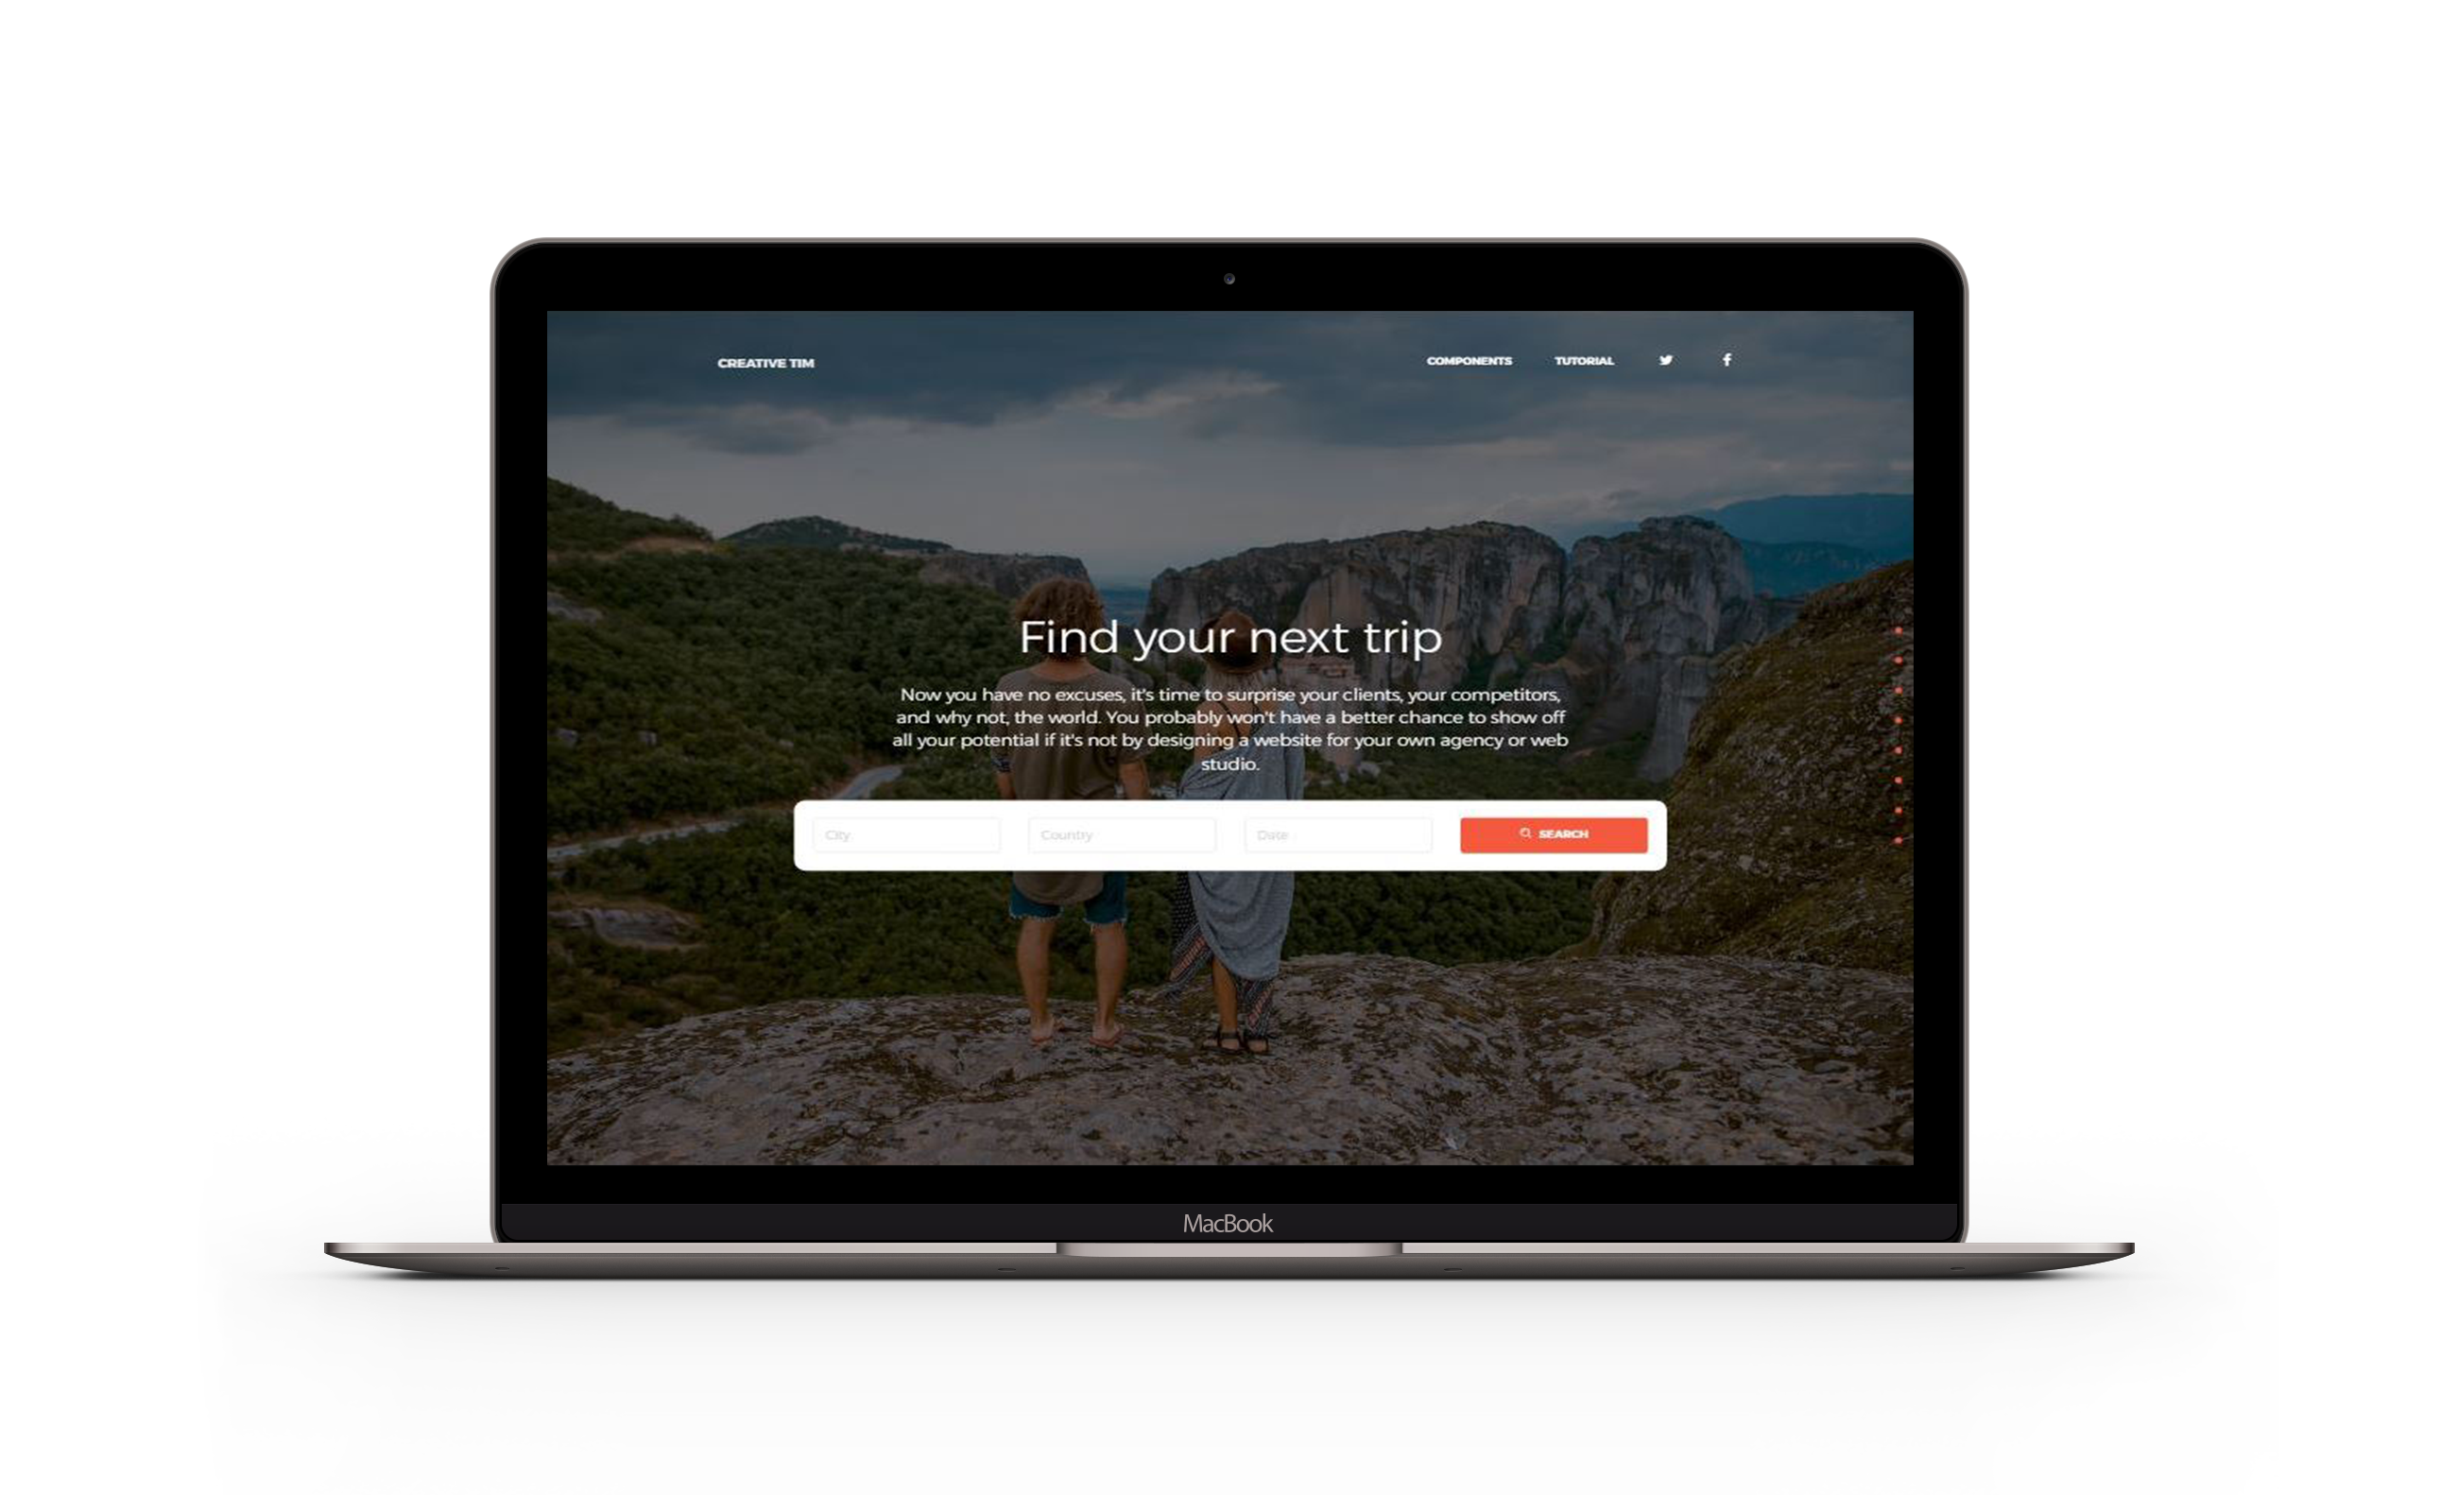 CREATIVE TIM
COMPONENTS TUTORIAL
Find your next trip
Now you have no excuses, it's time to surprise your clients, your competitors,
and why not, the world. You probably won't have a better chance to show off
all your potential if it's not by designing a website for your own agency or web
studio.
City Country Date SEARCH
MacBook